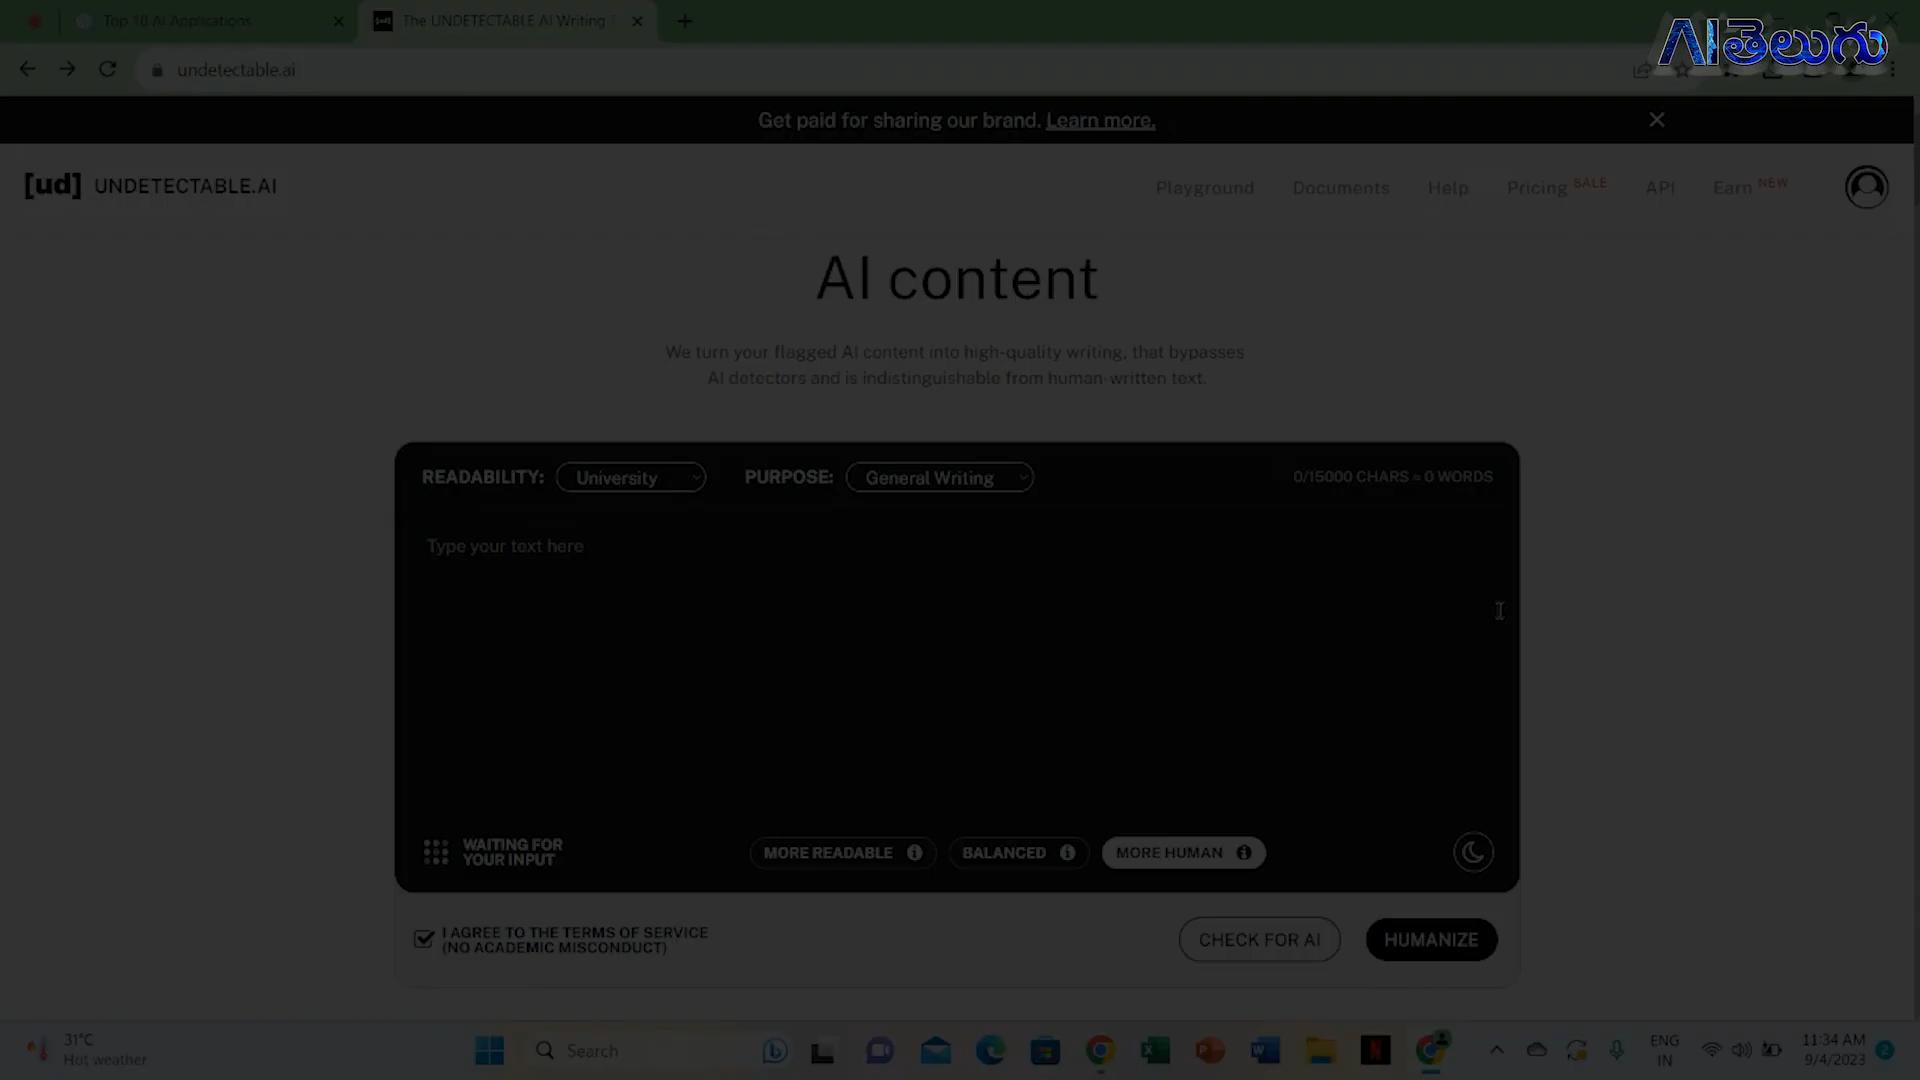 Top 10 AI Applications
[ud] The UNDETECTABLE AI Writing
AIతెలుగు
undetectable.ai
Get paid for sharing our brand. Learn more.
[ud] UNDETECTABLE.AI
Playground Documents Help Pricing SALE API Earn NEW
AI content
We turn your flagged AI content into high-quality writing, that bypasses
AI detectors and is indistinguishable from human-written text.
READABILITY: University PURPOSE: General Writing 0/15000 CHARS ≈ 0 WORDS
Type your text here
WAITING FOR
YOUR INPUT
MORE READABLE BALANCED MORE HUMAN
I AGREE TO THE TERMS OF SERVICE
(NO ACADEMIC MISCONDUCT)
CHECK FOR AI HUMANIZE
31°C
Hot weather
Search
ENG
IN
11:34 AM
9/4/2023
2